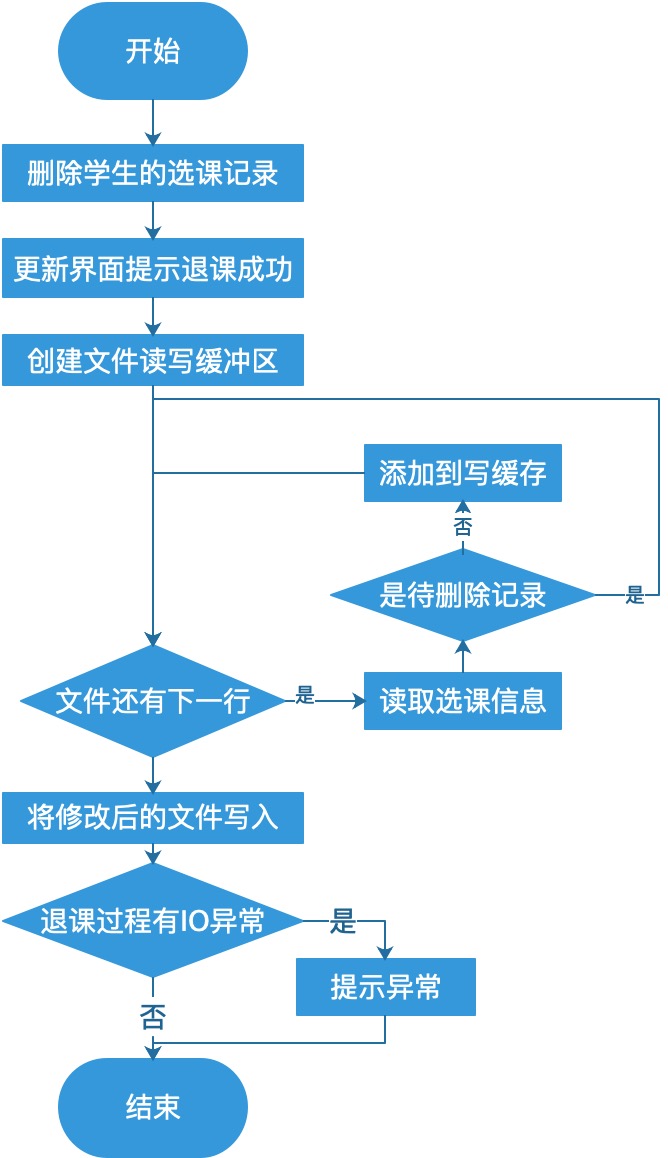 开始
删除学生的选课记录
更新界面提示退课成功
创建文件读写缓冲区
添加到写缓存
否
是待删除记录
是
文件还有下一行
是
读取选课信息
将修改后的文件写入
退课过程有IO异常
是
提示异常
否
结束